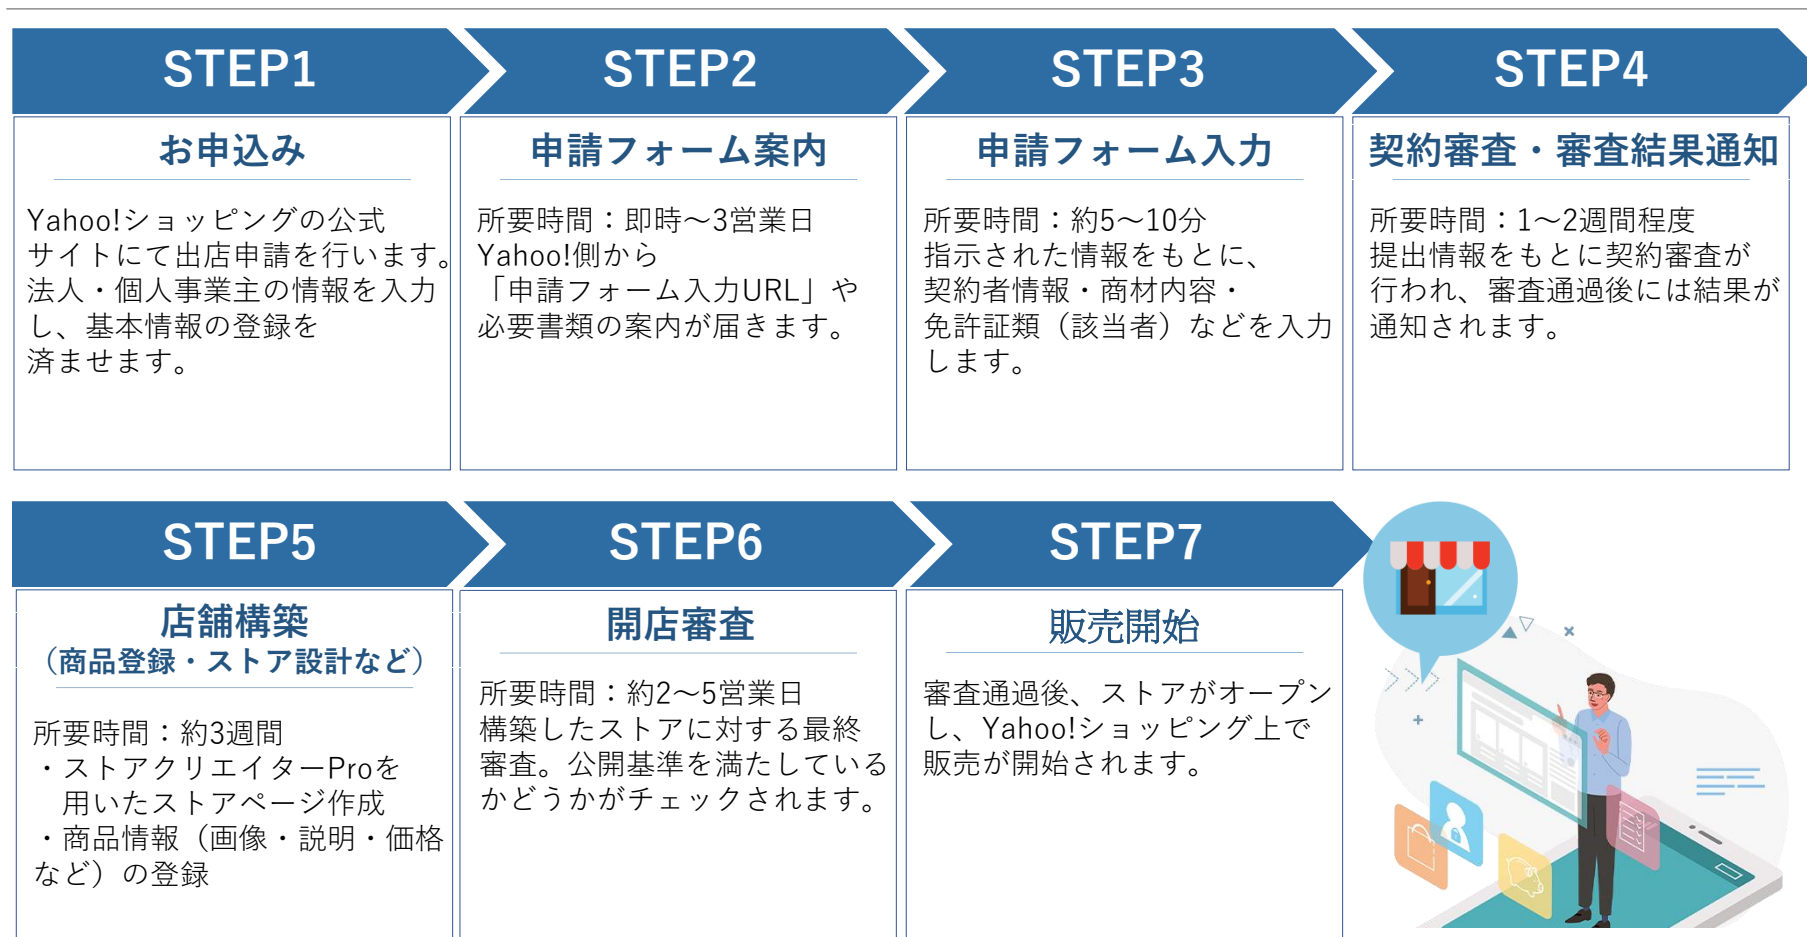 STEP1
お申込み
Yahoo!ショッピングの公式
サイトにて出店申請を行います。
法人・個人事業主の情報を入力
し、基本情報の登録を
済ませます。
STEP2
申請フォーム案内
所要時間：即時～3営業日
Yahoo!側から
「申請フォーム入力URL」や
必要書類の案内が届きます。
STEP3
申請フォーム入力
所要時間：約5～10分
指示された情報をもとに、
契約者情報・商材内容・
免許証類（該当者）などを入力
します。
STEP4
契約審査・審査結果通知
所要時間：1～2週間程度
提出情報をもとに契約審査が
行われ、審査通過後には結果が
通知されます。
STEP5
店舗構築
（商品登録・ストア設計など）
所要時間：約3週間
・ストアクリエイターProを
用いたストアページ作成
・商品情報（画像・説明・価格
など）の登録
STEP6
開店審査
所要時間：約2～5営業日
構築したストアに対する最終
審査。公開基準を満たしている
かどうかがチェックされます。
STEP7
販売開始
審査通過後、ストアがオープン
し、Yahoo!ショッピング上で
販売が開始されます。